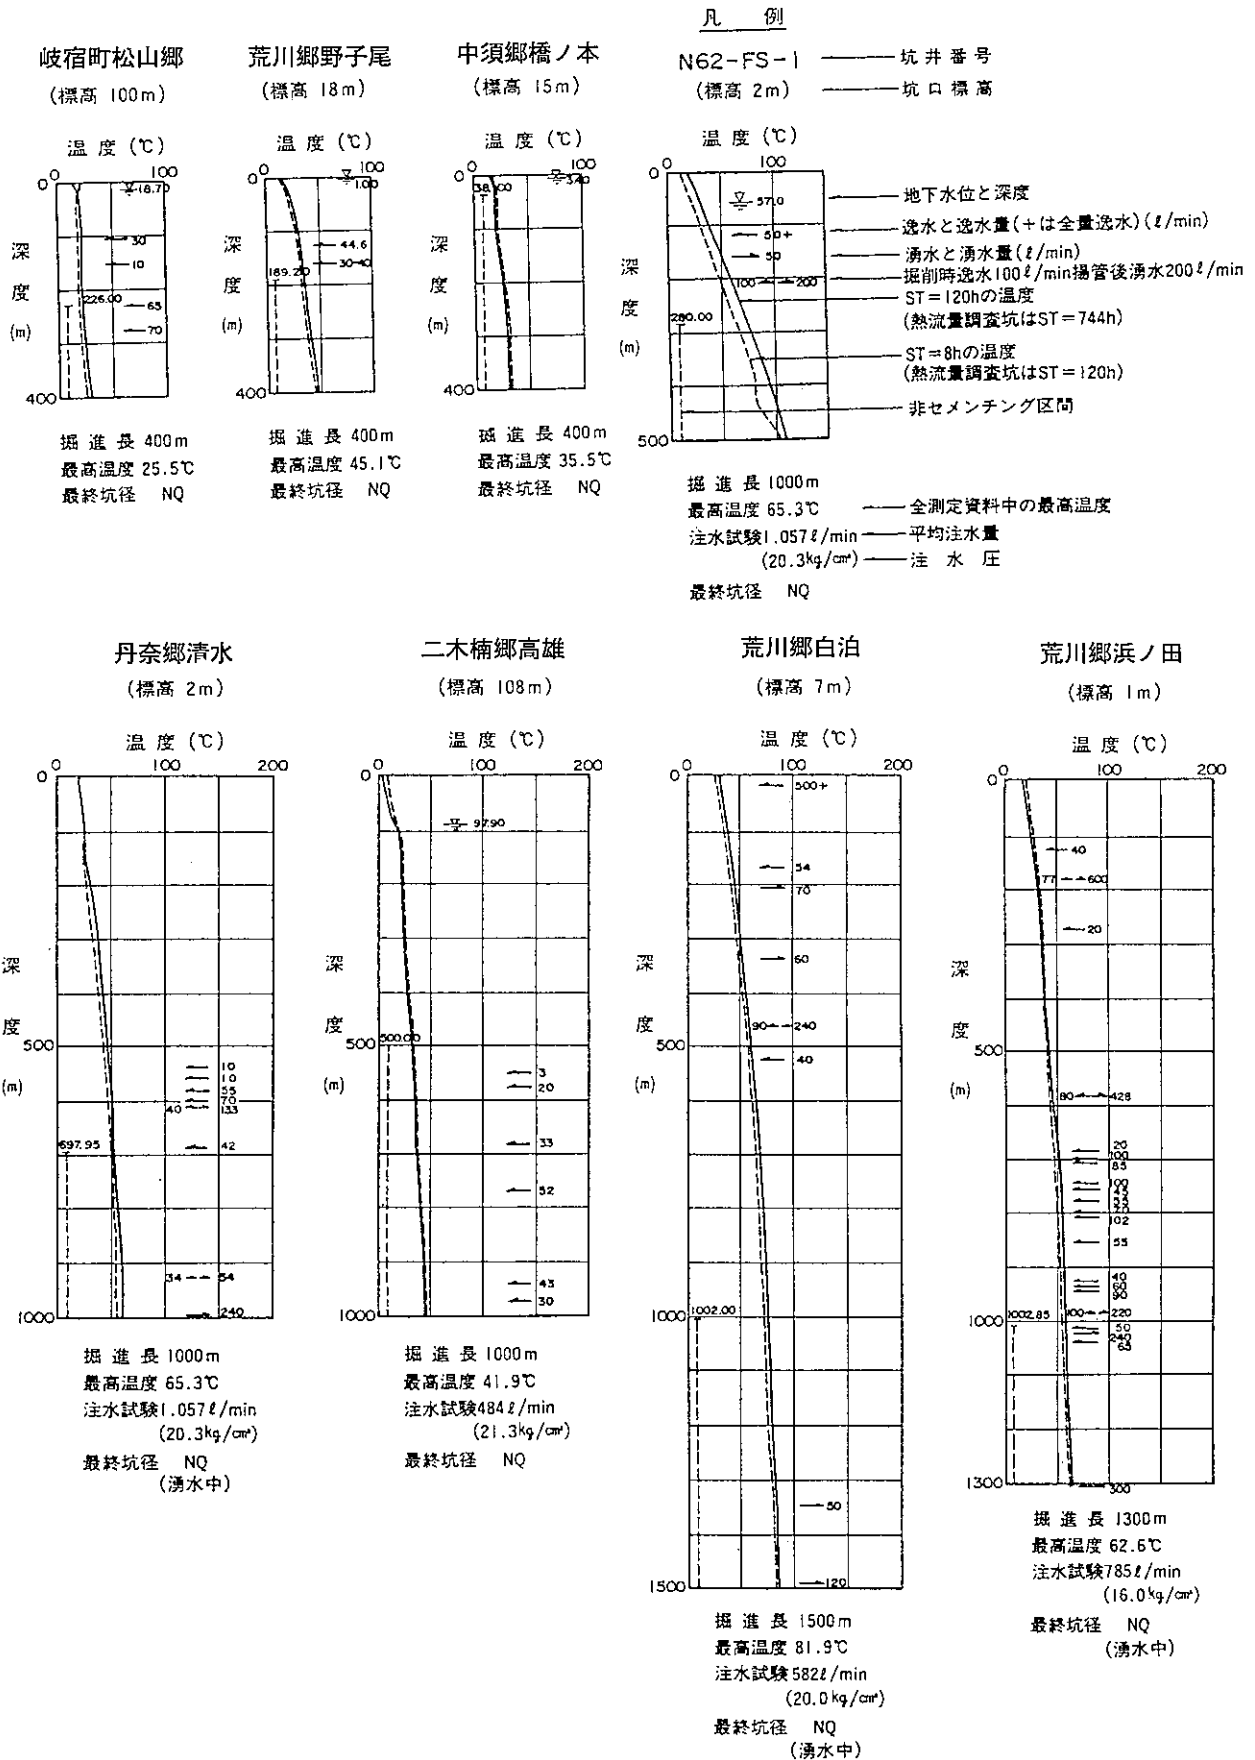 凡 例
岐宿町松山郷
(標高 100m)
温 度 (℃)
0 100
0
18.70
30
10
226.00
65
70
深
度
(m)
400
掘 進 長 400m
最高温度 25.5℃
最終坑径 NQ
荒川郷野子尾
(標高 18m)
温 度 (℃)
0 100
1.00
44.6
30-40
189.20
深
度
(m)
掘 進 長 400m
最高温度 45.1℃
最終坑径 NQ
中須郷橋ノ本
(標高 15m)
温 度 (℃)
0 100
3.40
深
度
(m)
掘 進 長 400m
最高温度 35.5℃
最終坑径 NQ
N62-FS-1 坑井番号
(標高 2m) 坑口標高
温 度 (℃)
0 100
57.0 地下水位と深度
50+ 逸水と逸水量(+は全量逸水)(ℓ/min)
50 湧水と湧水量(ℓ/min)
100 200 掘削時逸水100ℓ/min揚管後湧水200ℓ/min
ST=120hの温度
(熱流量調査坑はST=744h)
280.00
ST=8hの温度
(熱流量調査坑はST=120h)
非セメンチング区間
深
度
(m)
500
掘 進 長 1000m
最高温度 65.3℃ 全測定資料中の最高温度
注水試験1.057ℓ/min 平均注水量
(20.3kg/cm²) 注 水 圧
最終坑径 NQ
丹奈郷清水
(標高 2m)
温 度 (℃)
0 100 200
0
深
度
(m)
500
10
10
55
70
40 133
697.95
42
34 54
240
1000
掘 進 長 1000m
最高温度 65.3℃
注水試験1.057ℓ/min
(20.3kg/cm²)
最終坑径 NQ
(湧水中)
二木楠郷高雄
(標高 108m)
温 度 (℃)
0 100 200
0
97.90
深
度
(m)
500
500.00
3
20
33
52
43
30
1000
掘 進 長 1000m
最高温度 41.9℃
注水試験484ℓ/min
(21.3kg/cm²)
最終坑径 NQ
荒川郷白泊
(標高 7m)
温 度 (℃)
0 100 200
0
500+
54
70
60
90 240
深
度
(m)
500
40
1000
1002.00
50
120
1500
掘 進 長 1500m
最高温度 81.9℃
注水試験582ℓ/min
(20.0kg/cm²)
最終坑径 NQ
(湧水中)
荒川郷浜ノ田
(標高 1m)
温 度 (℃)
0 100 200
0
40
77 600
20
深
度
(m)
500
80 428
20
100
85
100
45
55
70
102
55
40
60
90
100 220
1000
1002.85
50
240
65
300
1300
掘 進 長 1300m
最高温度 62.6℃
注水試験785ℓ/min
(16.0kg/cm²)
最終坑径 NQ
(湧水中)